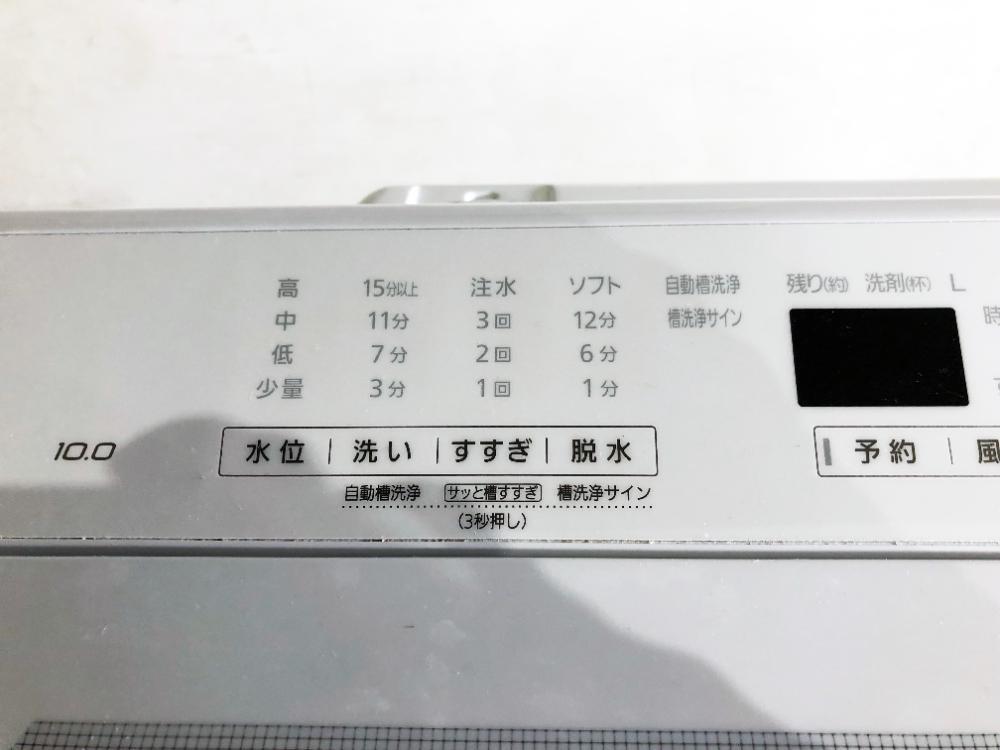 高 15分以上 注水 ソフト 自動槽洗浄 残り(約) 洗剤(杯) L
中 11分 3回 12分 槽洗浄サイン 時
低 7分 2回 6分
少量 3分 1回 1分
10.0 水位 洗い すすぎ 脱水 予約 風
自動槽洗浄 サッと槽すすぎ 槽洗浄サイン
(3秒押し)